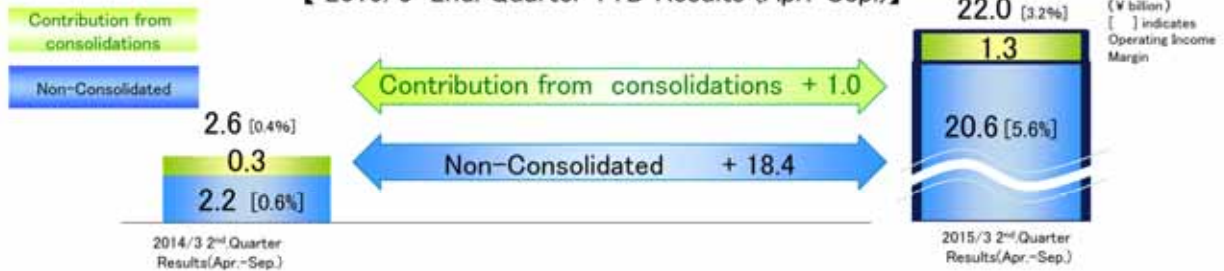 22.0 [3.2%]
(¥ billion)
[ ] indicates
Operating Income
Margin
Contribution from
consolidations
Non-Consolidated
2.6 [0.4%]
0.3
2.2 [0.6%]
Contribution from consolidations + 1.0
Non-Consolidated + 18.4
1.3
20.6 [5.6%]
2014/3 2nd.Quarter
Results(Apr.-Sep.)
2015/3 2nd.Quarter
Results(Apr.-Sep.)